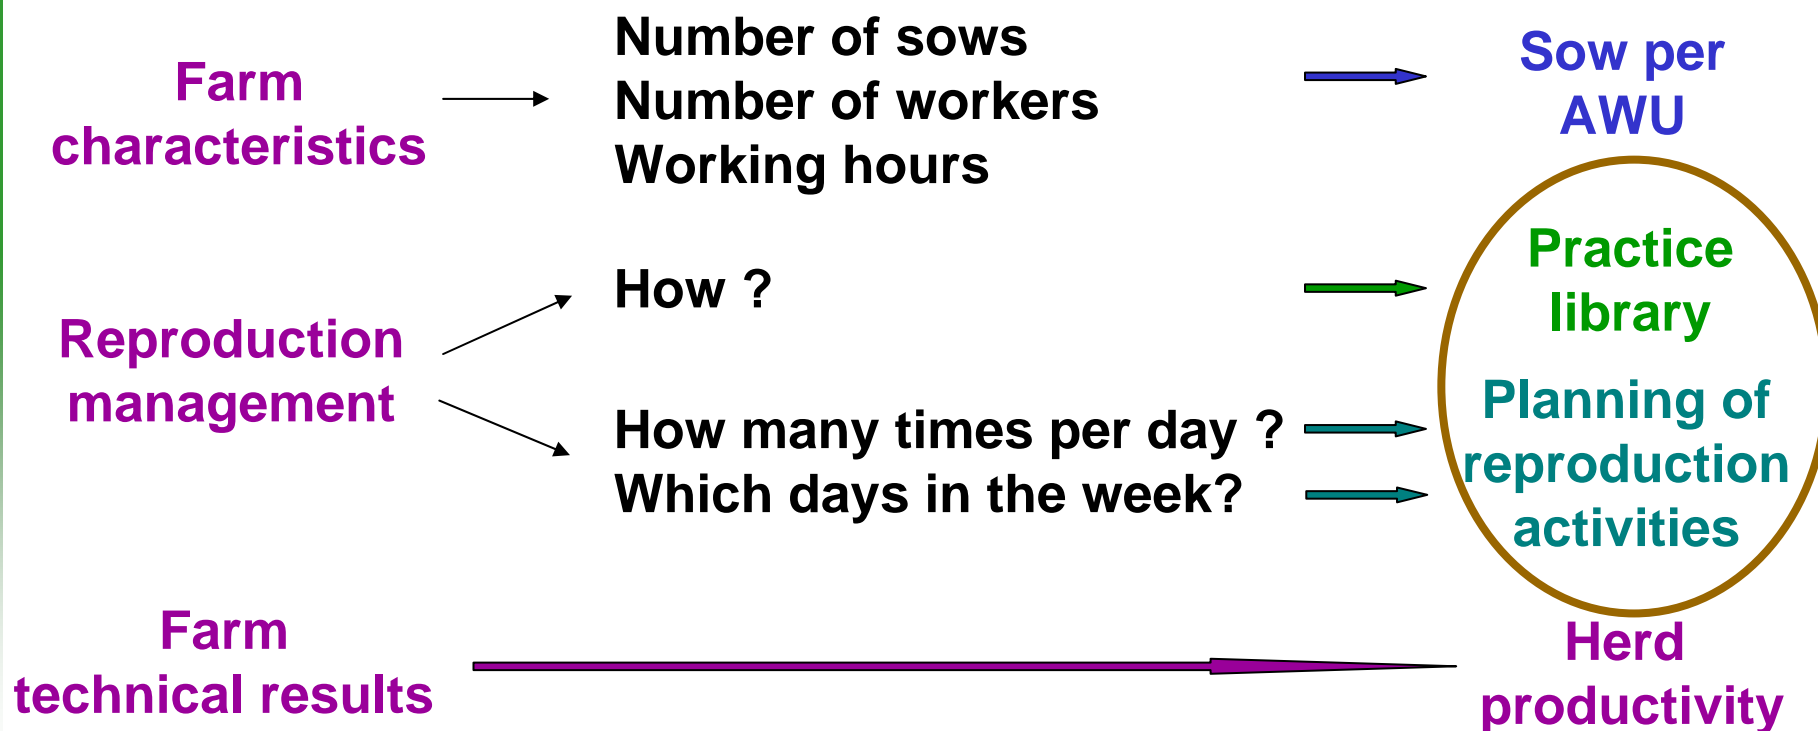 Farm
characteristics
Number of sows
Number of workers
Working hours
Sow per
AWU
Reproduction
management
How ?
How many times per day ?
Which days in the week?
Practice
library
Planning of
reproduction
activities
Farm
technical results
Herd
productivity